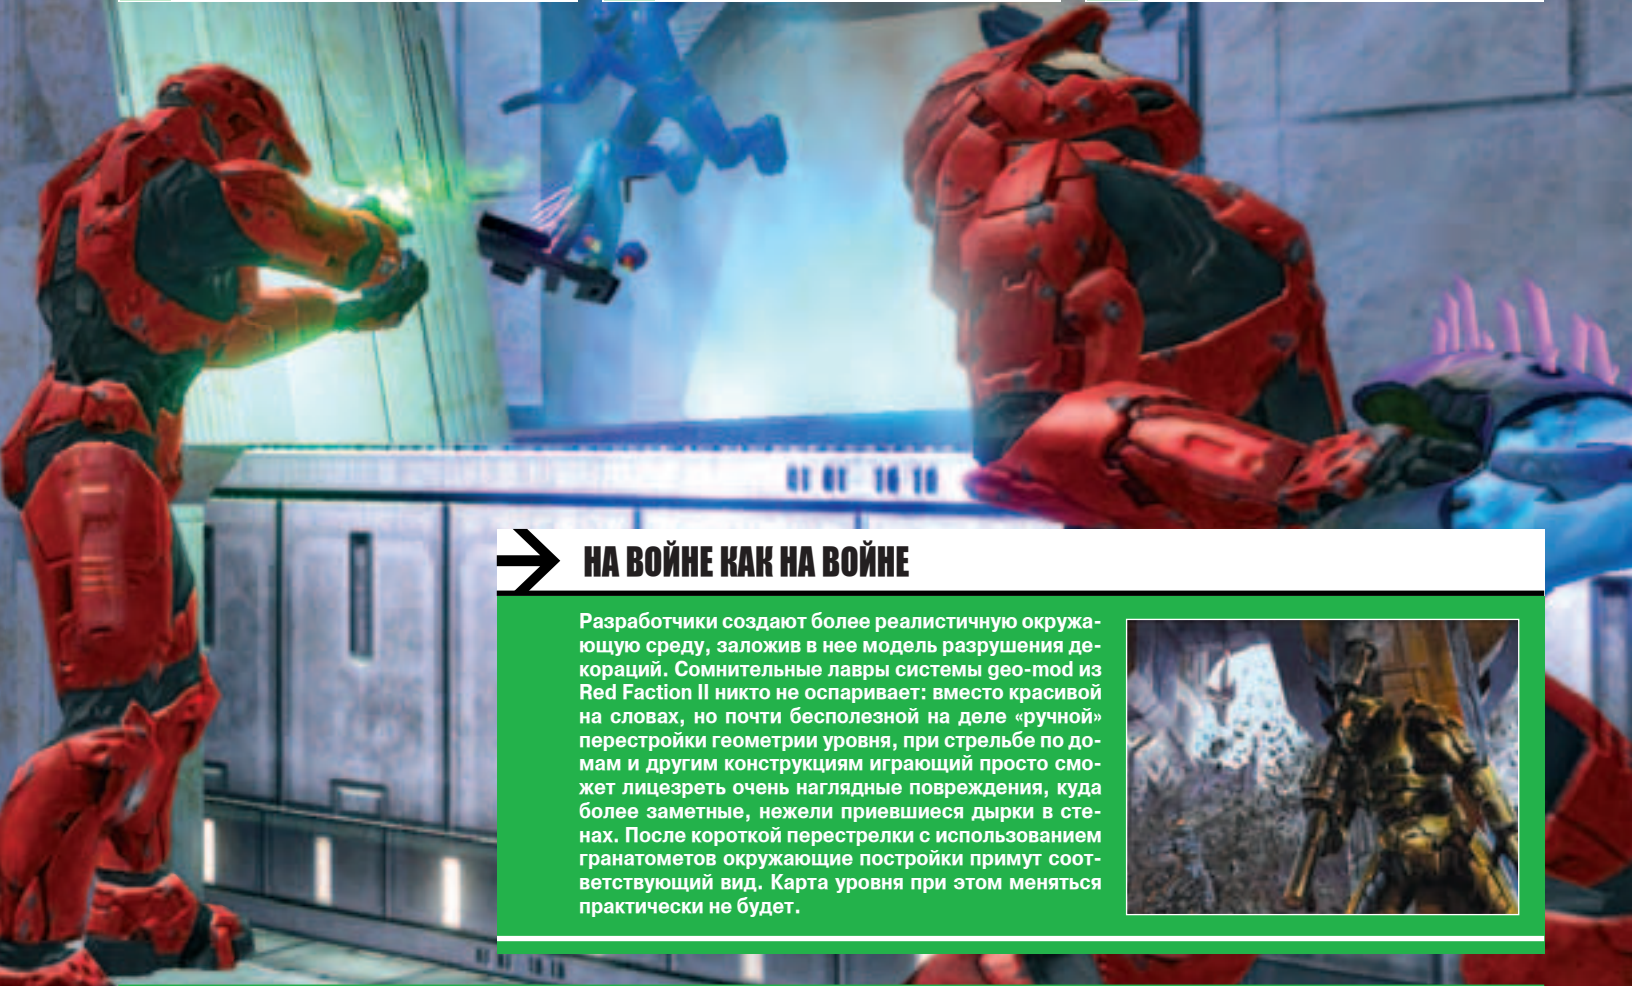 НА ВОЙНЕ КАК НА ВОЙНЕ
Разработчики создают более реалистичную окружа-
ющую среду, заложив в нее модель разрушения де-
кораций. Сомнительные лавры системы geo-mod из
Red Faction II никто не оспаривает: вместо красивой
на словах, но почти бесполезной на деле «ручной»
перестройки геометрии уровня, при стрельбе по до-
мам и другим конструкциям играющий просто смо-
жет лицезреть очень наглядные повреждения, куда
более заметные, нежели приевшиеся дырки в сте-
нах. После короткой перестрелки с использованием
гранатометов окружающие постройки примут соот-
ветствующий вид. Карта уровня при этом меняться
практически не будет.